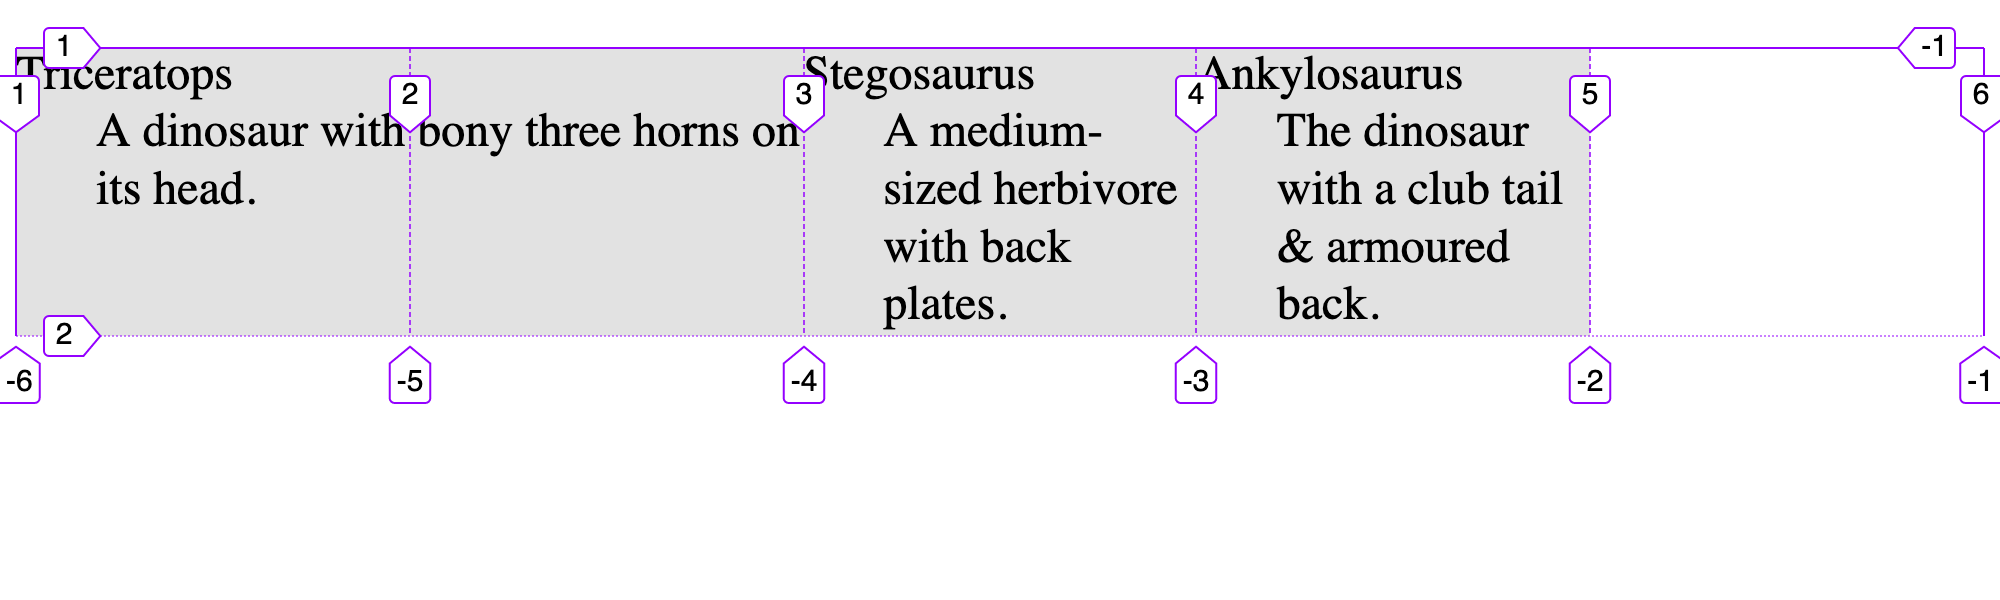 1
-1
Triceratops
Stegosaurus
Ankylosaurus
1
2
3
4
5
6
A dinosaur with bony three horns on
its head.
A medium-
sized herbivore
with back
plates.
The dinosaur
with a club tail
& armoured
back.
2
-6
-5
-4
-3
-2
-1